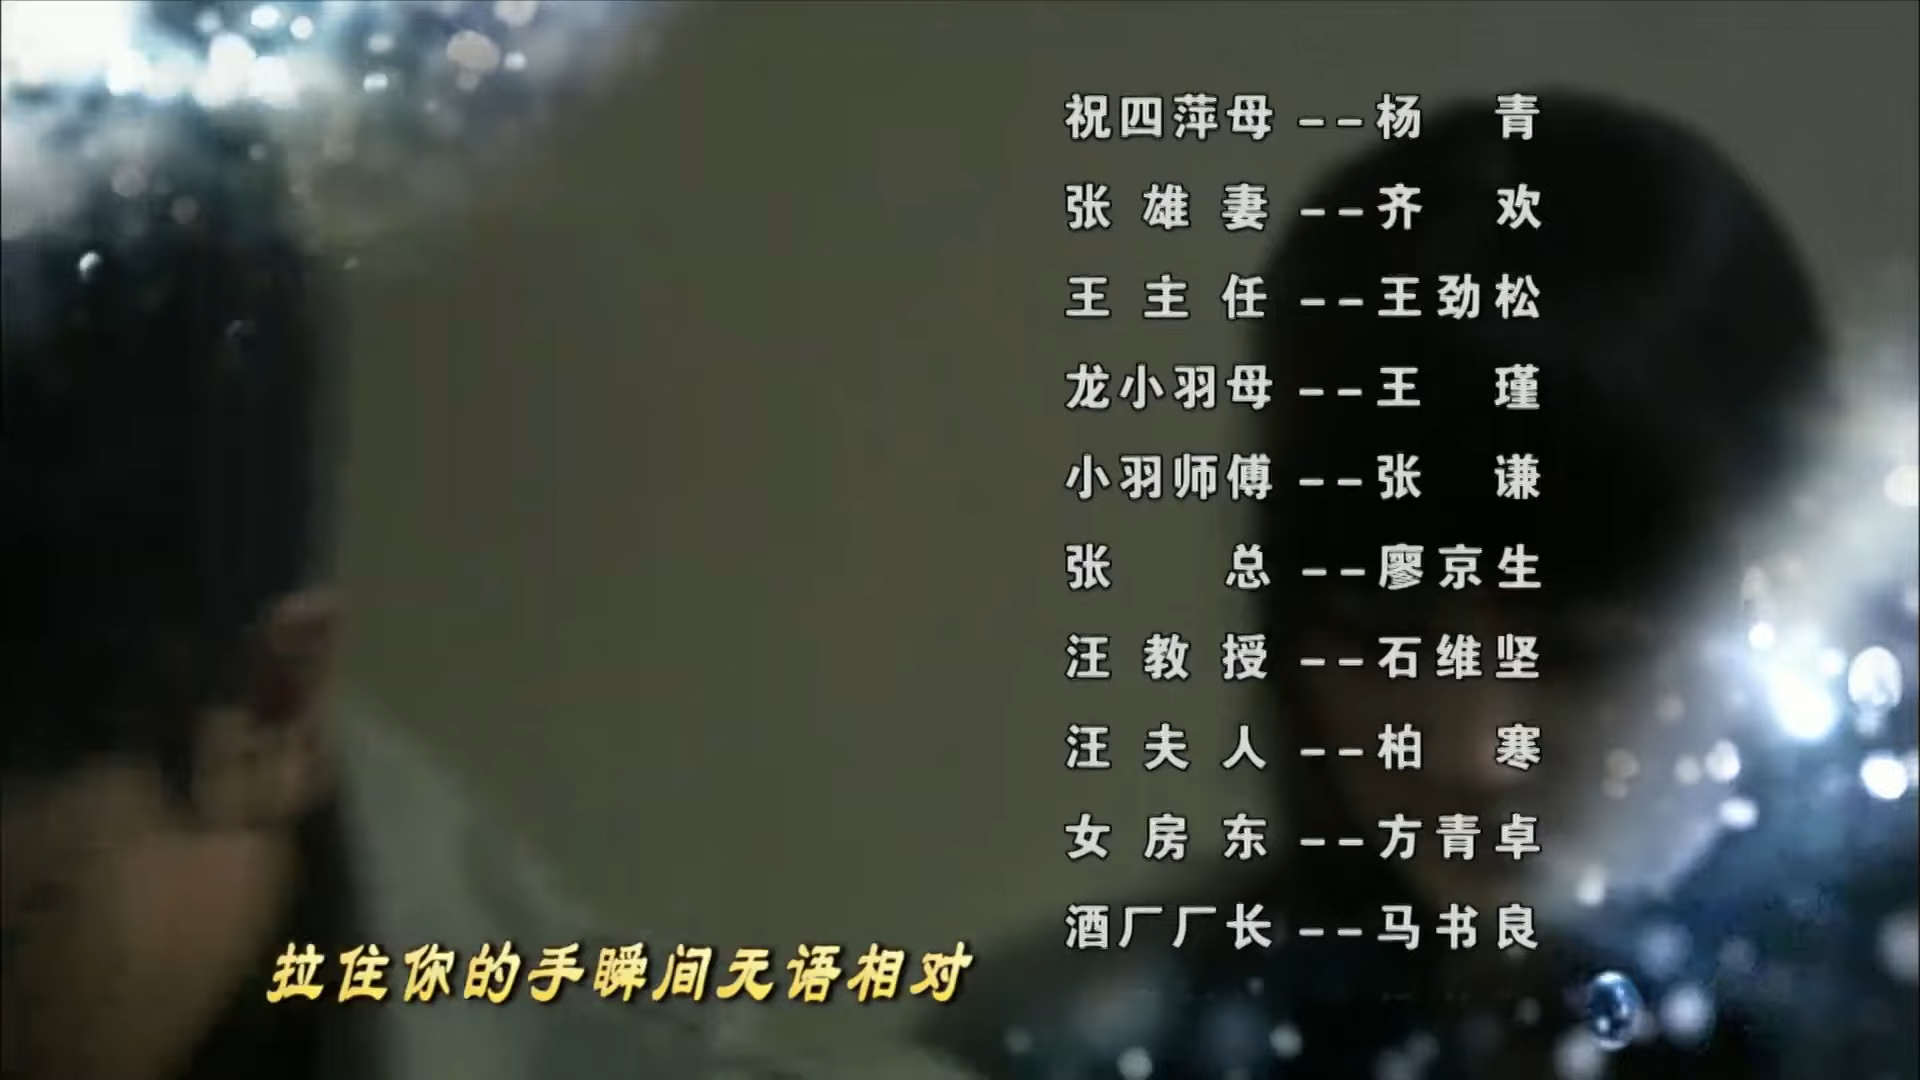 祝四萍母--杨青
张雄妻--齐欢
王主任--王劲松
龙小羽母--王瑾
小羽师傅--张谦
张总--廖京生
汪教授--石维坚
汪夫人--柏寒
女房东--方青卓
酒厂厂长--马书良
拉住你的手瞬间无语相对